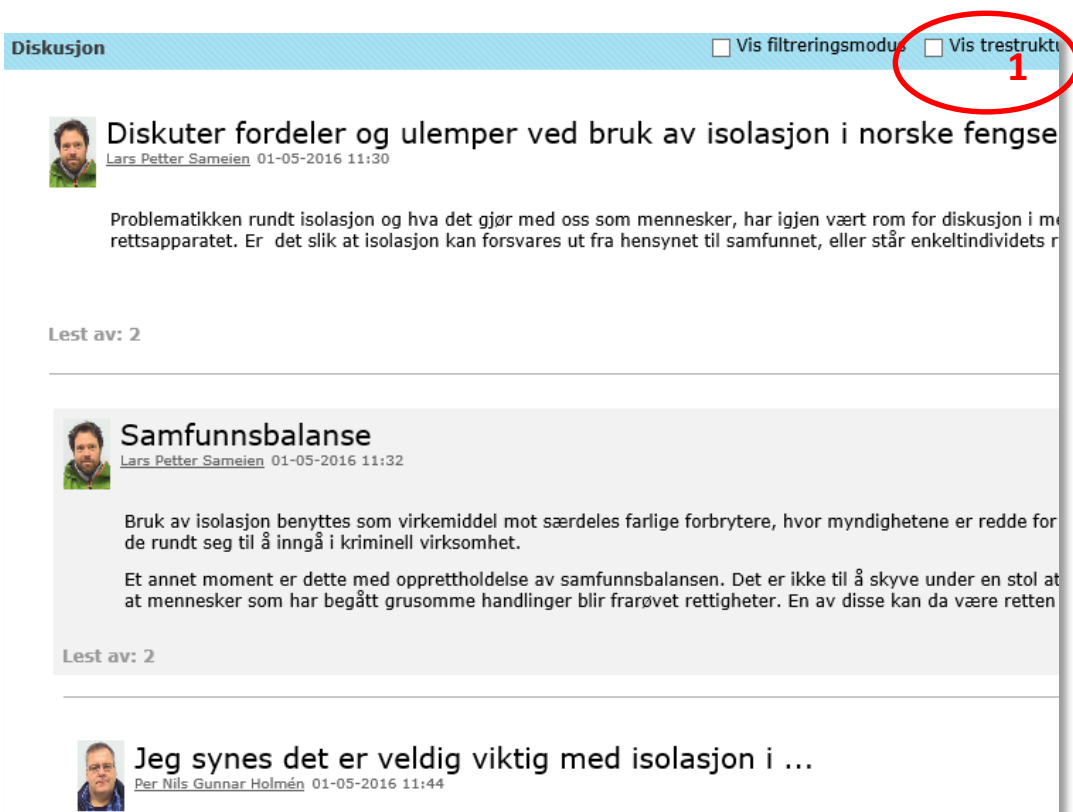 Diskusjon
Vis filtreringsmodus
Vis trestruktu
1
Diskuter fordeler og ulemper ved bruk av isolasjon i norske fengse
Lars Petter Sameien 01-05-2016 11:30
Problematikken rundt isolasjon og hva det gjør med oss som mennesker, har igjen vært rom for diskusjon i me
rettsapparatet. Er  det slik at isolasjon kan forsvares ut fra hensynet til samfunnet, eller står enkeltindividets r
Lest av: 2
Samfunnsbalanse
Lars Petter Sameien 01-05-2016 11:32
Bruk av isolasjon benyttes som virkemiddel mot særdeles farlige forbrytere, hvor myndighetene er redde for
de rundt seg til å inngå i kriminell virksomhet.
Et annet moment er dette med opprettholdelse av samfunnsbalansen. Det er ikke til å skyve under en stol at
at mennesker som har begått grusomme handlinger blir frarøvet rettigheter. En av disse kan da være retten
Lest av: 2
Jeg synes det er veldig viktig med isolasjon i ...
Per Nils Gunnar Holmén 01-05-2016 11:44